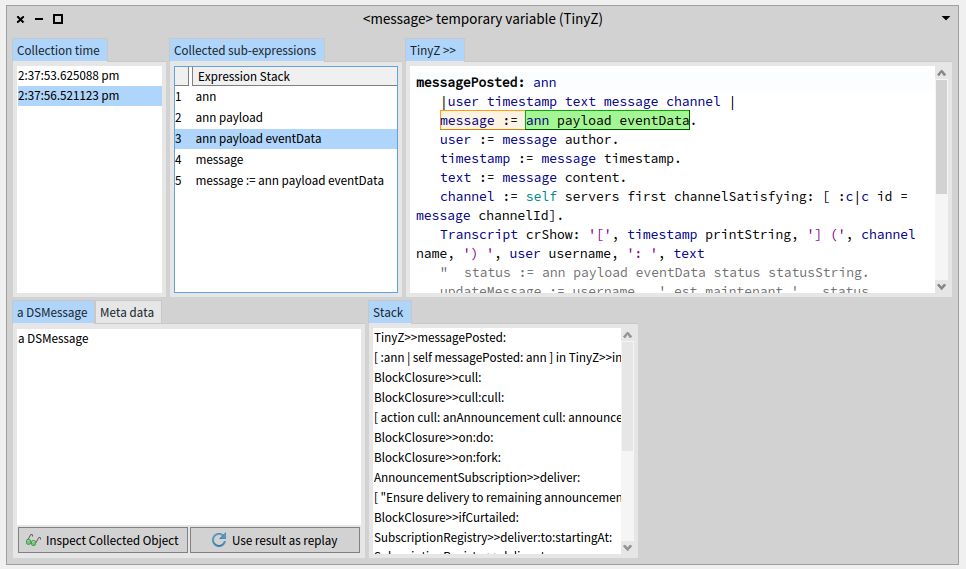 <message> temporary variable (TinyZ)
Collection time
2:37:53.625088 pm
2:37:56.521123 pm
Collected sub-expressions
Expression Stack
1 ann
2 ann payload
3 ann payload eventData
4 message
5 message := ann payload eventData
TinyZ >>
messagePosted: ann
|user timestamp text message channel |
message := ann payload eventData.
user := message author.
timestamp := message timestamp.
text := message content.
channel := self servers first channelSatisfying: [ :c|c id =
message channelId].
Transcript crShow: '[', timestamp printString, '] (', channel
name, ') ', user username, ': ', text
" status := ann payload eventData status statusString.
updateMessage := username , ' est maintenant ' , status
a DSMessage
Meta data
a DSMessage
Inspect Collected Object
Use result as replay
Stack
TinyZ>>messagePosted:
[ :ann | self messagePosted: ann ] in TinyZ>>in
BlockClosure>>cull:
BlockClosure>>cull:cull:
[ action cull: anAnnouncement cull: announce
BlockClosure>>on:do:
BlockClosure>>on:fork:
AnnouncementSubscription>>deliver:
[ "Ensure delivery to remaining announcemen
BlockClosure>>ifCurtailed:
SubscriptionRegistry>>deliver:to:startingAt: